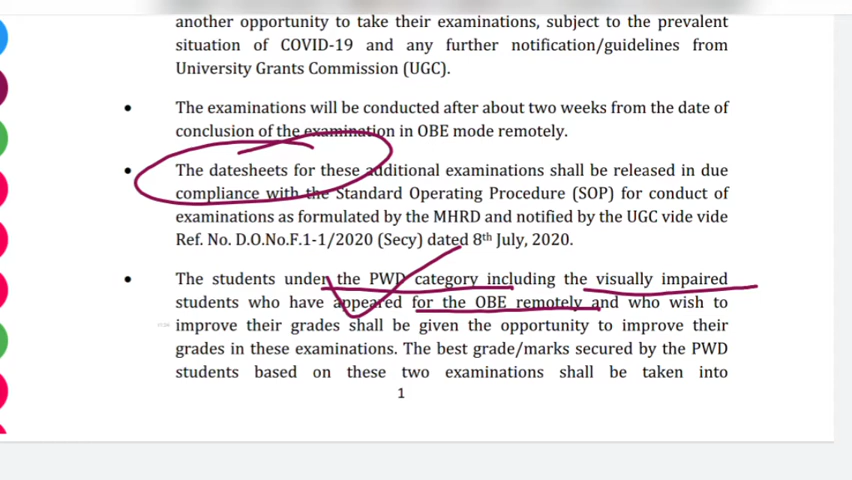 another opportunity to take their examinations, subject to the prevalent
situation of COVID-19 and any further notification/guidelines from
University Grants Commission (UGC).
• The examinations will be conducted after about two weeks from the date of
conclusion of the examination in OBE mode remotely.
• The datesheets for these additional examinations shall be released in due
compliance with the Standard Operating Procedure (SOP) for conduct of
examinations as formulated by the MHRD and notified by the UGC vide vide
Ref. No. D.O.No.F.1-1/2020 (Secy) dated 8th July, 2020.
• The students under the PWD category including the visually impaired
students who have appeared for the OBE remotely and who wish to
improve their grades shall be given the opportunity to improve their
grades in these examinations. The best grade/marks secured by the PWD
students based on these two examinations shall be taken into
1